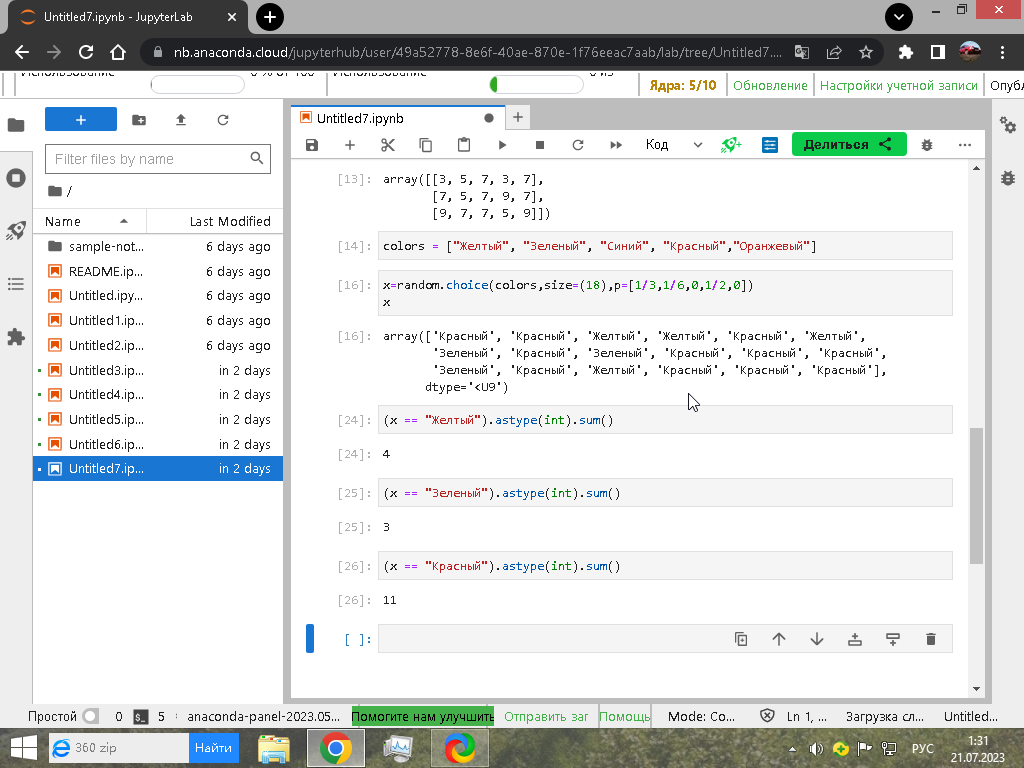 Untitled7.ipynb - JupyterLab
nb.anaconda.cloud/jupyterhub/user/49a52778-8e6f-40ae-870e-1f76eeac7aab/lab/tree/Untitled7....
Использование
0 % от 100
Использование
0 из
Ядра: 5/10
Обновление
Настройки учетной записи
Опубл
Filter files by name
/
Name
Last Modified
sample-not...
6 days ago
README.ip...
6 days ago
Untitled.ipy...
6 days ago
Untitled1.ip...
6 days ago
Untitled2.ip...
6 days ago
Untitled3.ip...
in 2 days
Untitled4.ip...
in 2 days
Untitled5.ip...
in 2 days
Untitled6.ip...
in 2 days
Untitled7.ip...
in 2 days
Untitled7.ipynb
Код
Делиться
[13]: array([[3, 5, 7, 3, 7],
[7, 5, 7, 9, 7],
[9, 7, 7, 5, 9]])
[14]: colors = ["Желтый", "Зеленый", "Синий", "Красный","Оранжевый"]
[16]: x=random.choice(colors,size=(18),p=[1/3,1/6,0,1/2,0])
x
[16]: array(['Красный', 'Красный', 'Желтый', 'Желтый', 'Красный', 'Желтый',
'Зеленый', 'Красный', 'Зеленый', 'Красный', 'Красный', 'Красный',
'Зеленый', 'Красный', 'Желтый', 'Красный', 'Красный', 'Красный'],
dtype='<U9')
[24]: (x == "Желтый").astype(int).sum()
[24]: 4
[25]: (x == "Зеленый").astype(int).sum()
[25]: 3
[26]: (x == "Красный").astype(int).sum()
[26]: 11
[ ]:
Простой
0
5
anaconda-panel-2023.05...
Помогите нам улучшить
Отправить заг
Помощь
Mode: Co...
Ln 1, ...
Загрузка сл...
Untitled...
360 zip
Найти
РУС
1:31
21.07.2023